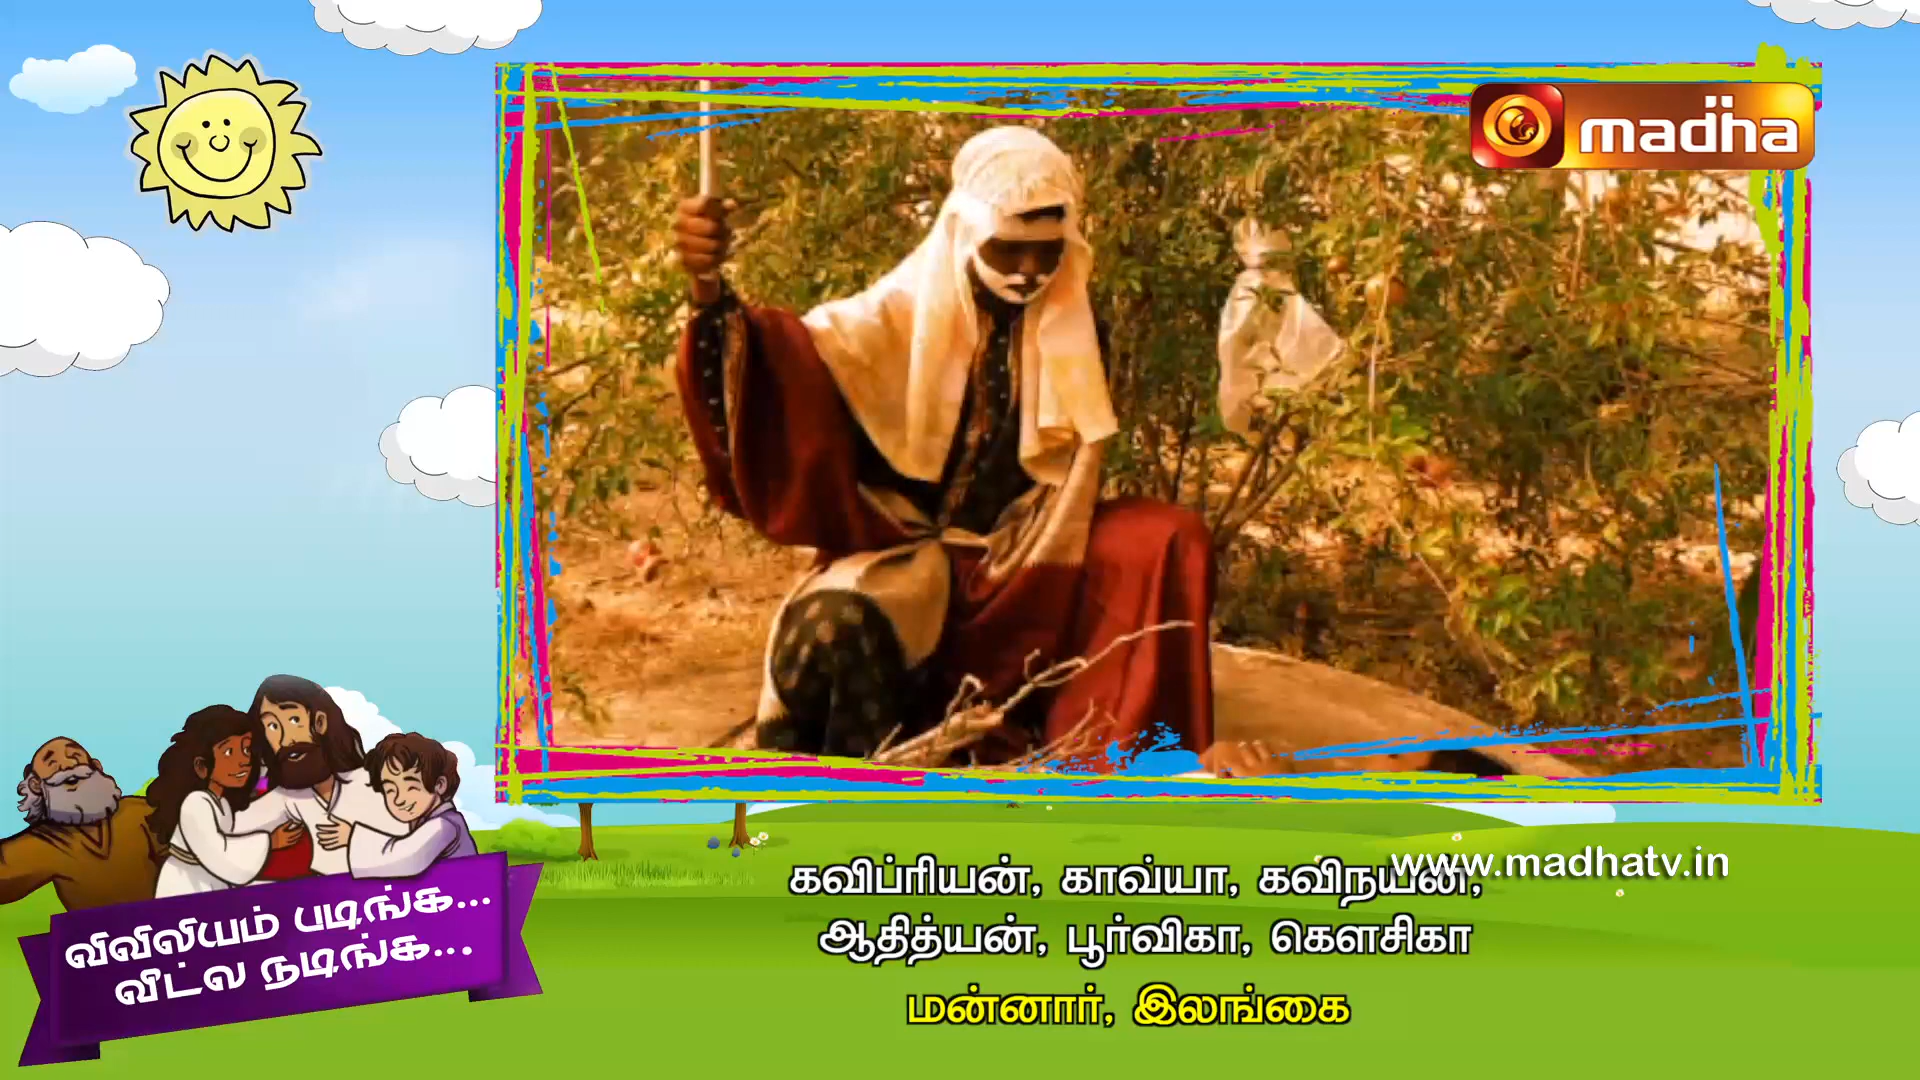 madha
www.madhatv.in
கவிப்ரியன், காவ்யா, கவிநயன்,
ஆதித்யன், பூர்விகா, கௌசிகா
மன்னார், இலங்கை
விவிலியம் படிங்க...
வீட்ல நடிங்க...